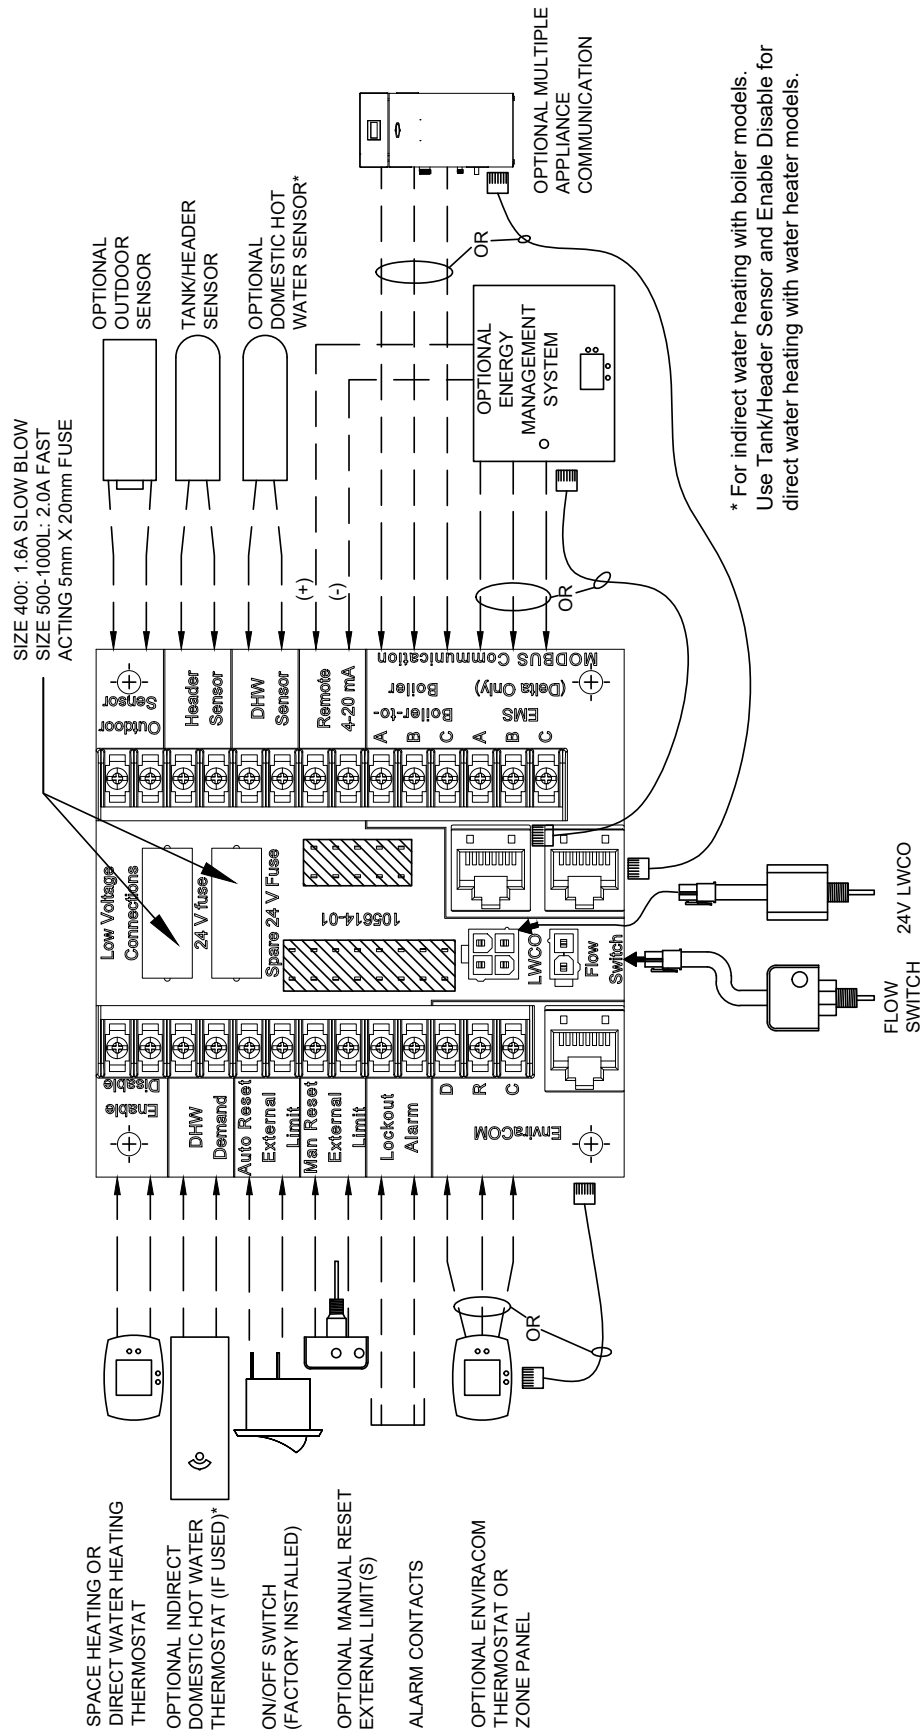 SIZE 400: 1.6A SLOW BLOW
SIZE 500-1000L: 2.0A FAST
ACTING 5mm X 20mm FUSE
OPTIONAL
OUTDOOR
SENSOR
TANK/HEADER
SENSOR
OPTIONAL
DOMESTIC HOT
WATER SENSOR*
OPTIONAL MULTIPLE
APPLIANCE
COMMUNICATION
OR
(+)
(-)
OPTIONAL
ENERGY
MANAGEMENT
SYSTEM
OR
* For indirect water heating with boiler models.
Use Tank/Header Sensor and Enable Disable for
direct water heating with water heater models.
Outdoor
Sensor
Header
Sensor
DHW
Sensor
Remote
4-20 mA
Boiler-to-
Boiler
A
B
C
EMS
(Delta Only)
A
B
C
MODBUS Communication
Low Voltage
Connections
24 V fuse
Spare 24 V Fuse
105614-01
LWCO
Flow
Switch
Enable
Disable
DHW
Demand
Auto Reset
External
Limit
Man Reset
External
Limit
Lockout
Alarm
EnviraCOM
D
R
C
SPACE HEATING OR
DIRECT WATER HEATING
THERMOSTAT
OPTIONAL INDIRECT
DOMESTIC HOT WATER
THERMOSTAT (IF USED)*
ON/OFF SWITCH
(FACTORY INSTALLED)
OPTIONAL MANUAL RESET
EXTERNAL LIMIT(S)
ALARM CONTACTS
OPTIONAL ENVIRACOM
THERMOSTAT OR
ZONE PANEL
OR
FLOW
SWITCH
24V LWCO